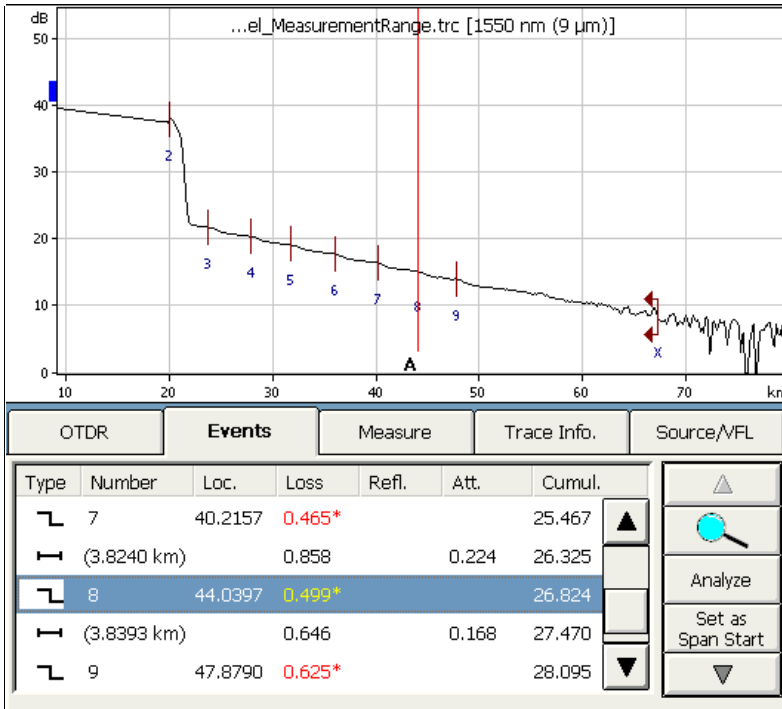 dB
...el_MeasurementRange.trc [1550 nm (9 µm)]
50
40
30
20
10
0
2
3
4
5
6
7
8
9
X
A
10 20 30 40 50 60 70 km
OTDR Events Measure Trace Info. Source/VFL
Type Number Loc. Loss Refl. Att. Cumul.
7 40.2157 0.465* 25.467
(3.8240 km) 0.858 0.224 26.325
8 44.0397 0.499* 26.824
(3.8393 km) 0.646 0.168 27.470
9 47.8790 0.625* 28.095
Analyze
Set as
Span Start